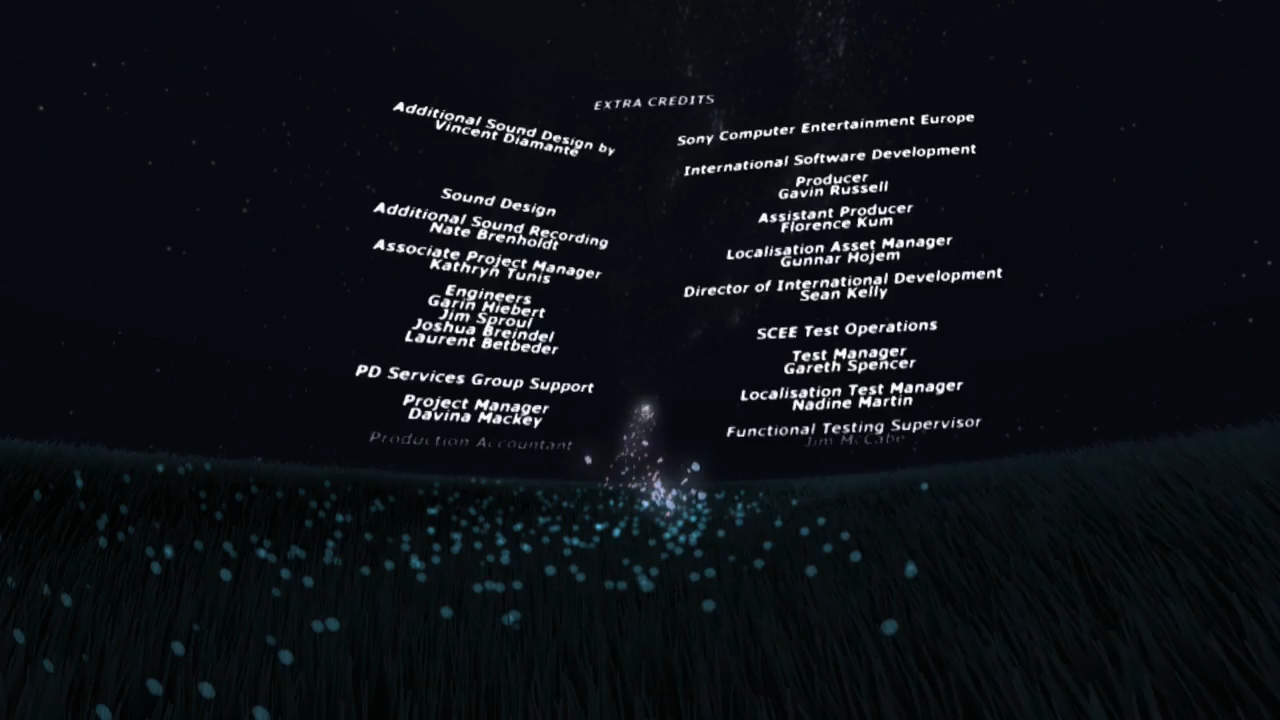 EXTRA CREDITS
Additional Sound Design by
Vincent Diamante
Sound Design
Additional Sound Recording
Nate Brenholdt
Associate Project Manager
Kathryn Tunis
Engineers
Garin Hiebert
Jim Sproul
Joshua Breindel
Laurent Betbeder
PD Services Group Support
Project Manager
Davina Mackey
Production Accountant
Sony Computer Entertainment Europe
International Software Development
Producer
Gavin Russell
Assistant Producer
Florence Kum
Localisation Asset Manager
Gunnar Hojem
Director of International Development
Sean Kelly
SCEE Test Operations
Test Manager
Gareth Spencer
Localisation Test Manager
Nadine Martin
Functional Testing Supervisor
Jim McCabe